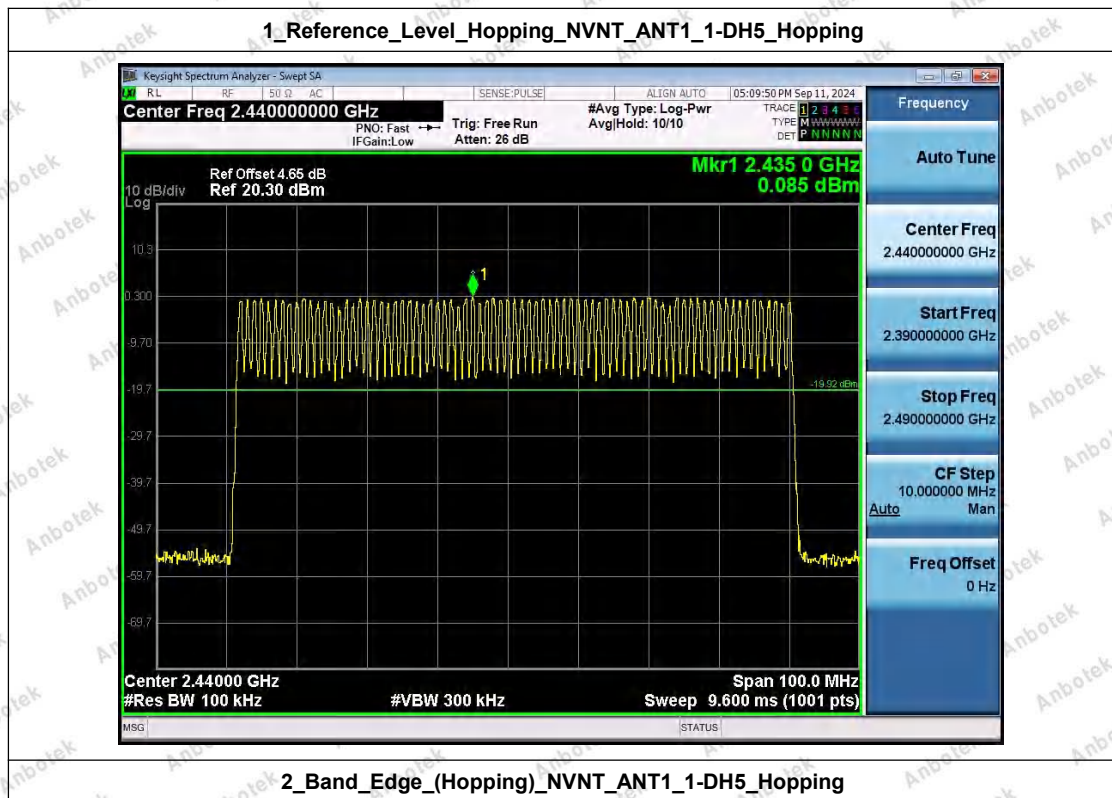 1_Reference_Level_Hopping_NVNT_ANT1_1-DH5_Hopping
Keysight Spectrum Analyzer - Swept SA
RL RF 50 Ω AC SENSE:PULSE ALIGN AUTO 05:09:50 PM Sep 11, 2024
Center Freq 2.440000000 GHz
PNO: Fast
IFGain:Low
Trig: Free Run
Atten: 26 dB
#Avg Type: Log-Pwr
Avg|Hold: 10/10
TRACE 1 2 3 4 5 6
TYPE M WWWWW
DET P N N N N N
Frequency
Auto Tune
Center Freq
2.440000000 GHz
Start Freq
2.390000000 GHz
Stop Freq
2.490000000 GHz
CF Step
10.000000 MHz
Auto Man
Freq Offset
0 Hz
Mkr1 2.435 0 GHz
0.085 dBm
Ref Offset 4.65 dB
10 dB/div Ref 20.30 dBm
Log
10.3
0.300
-9.70
-19.7
-29.7
-39.7
-49.7
-59.7
-69.7
1
-19.92 dBm
Center 2.44000 GHz Span 100.0 MHz
#Res BW 100 kHz #VBW 300 kHz Sweep 9.600 ms (1001 pts)
MSG STATUS
2_Band_Edge_(Hopping)_NVNT_ANT1_1-DH5_Hopping
Anbotek